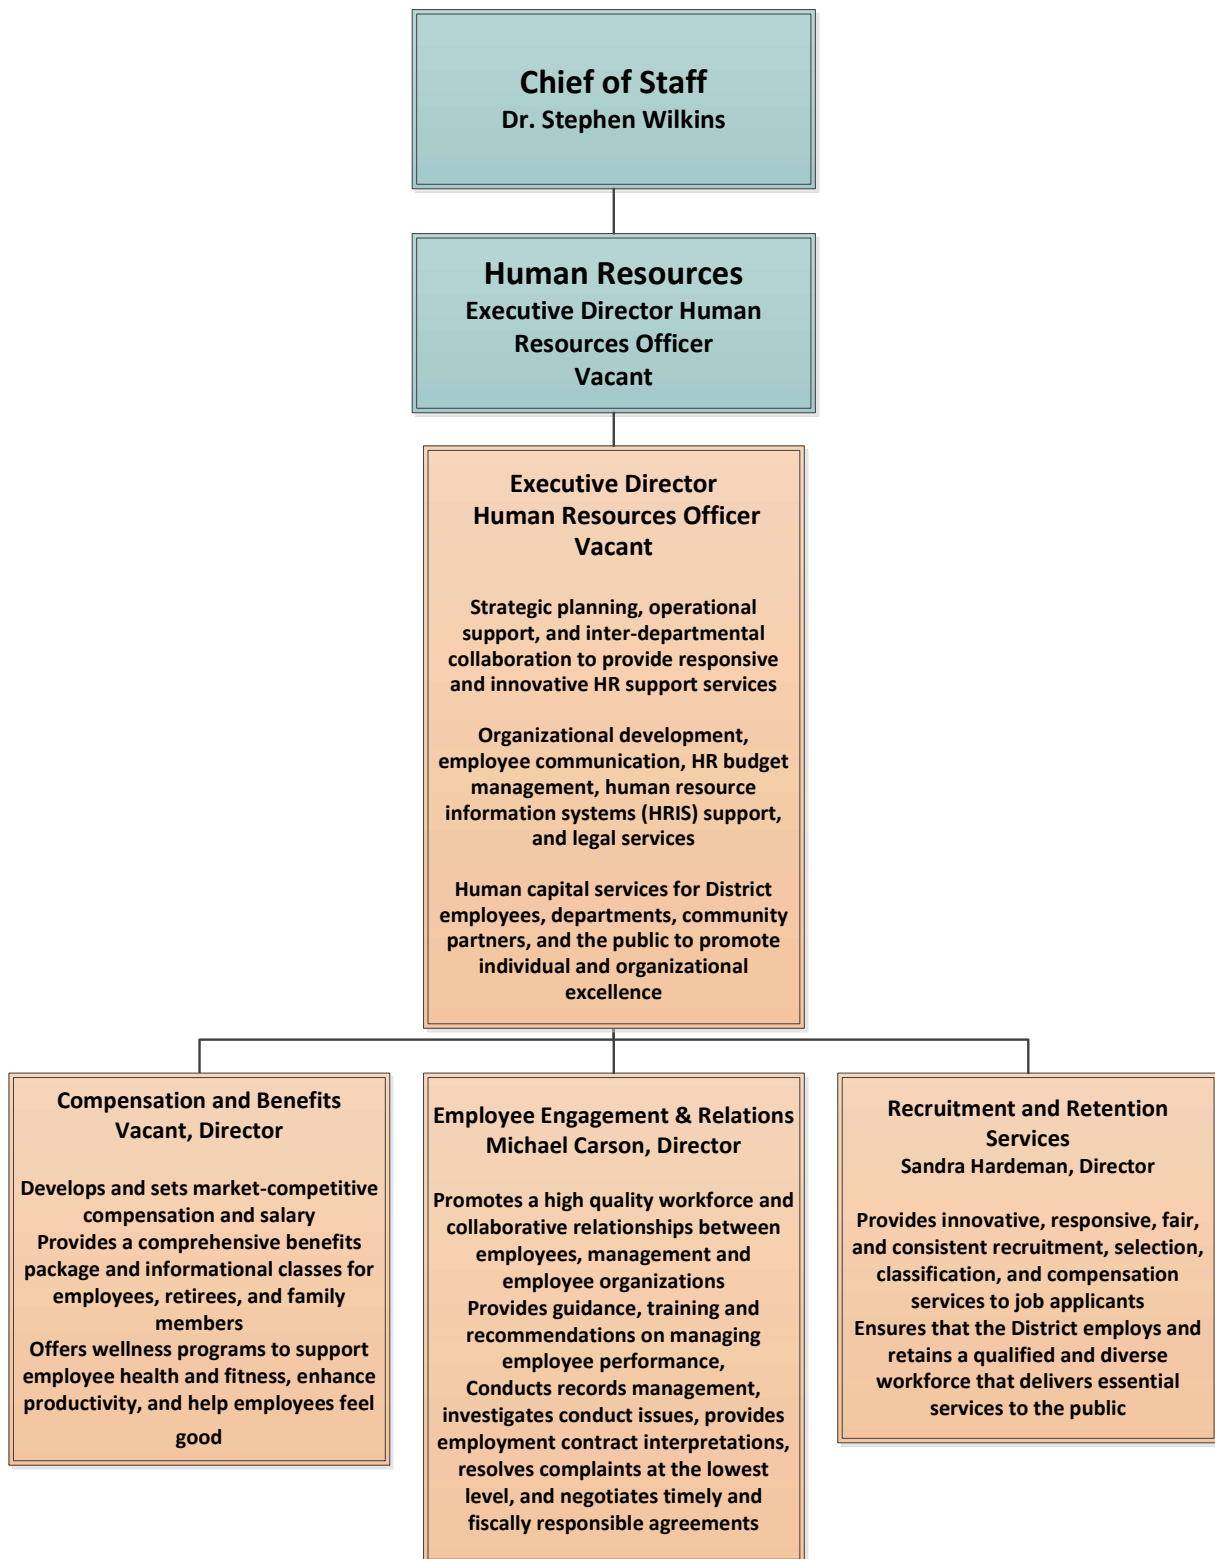 Chief of Staff
Dr. Stephen Wilkins
Human Resources
Executive Director Human
Resources Officer
Vacant
Executive Director
Human Resources Officer
Vacant
Strategic planning, operational
support, and inter-departmental
collaboration to provide responsive
and innovative HR support services
Organizational development,
employee communication, HR budget
management, human resource
information systems (HRIS) support,
and legal services
Human capital services for District
employees, departments, community
partners, and the public to promote
individual and organizational
excellence
Compensation and Benefits
Vacant, Director
Develops and sets market-competitive
compensation and salary
Provides a comprehensive benefits
package and informational classes for
employees, retirees, and family
members
Offers wellness programs to support
employee health and fitness, enhance
productivity, and help employees feel
good
Employee Engagement & Relations
Michael Carson, Director
Promotes a high quality workforce and
collaborative relationships between
employees, management and
employee organizations
Provides guidance, training and
recommendations on managing
employee performance,
Conducts records management,
investigates conduct issues, provides
employment contract interpretations,
resolves complaints at the lowest
level, and negotiates timely and
fiscally responsible agreements
Recruitment and Retention
Services
Sandra Hardeman, Director
Provides innovative, responsive, fair,
and consistent recruitment, selection,
classification, and compensation
services to job applicants
Ensures that the District employs and
retains a qualified and diverse
workforce that delivers essential
services to the public